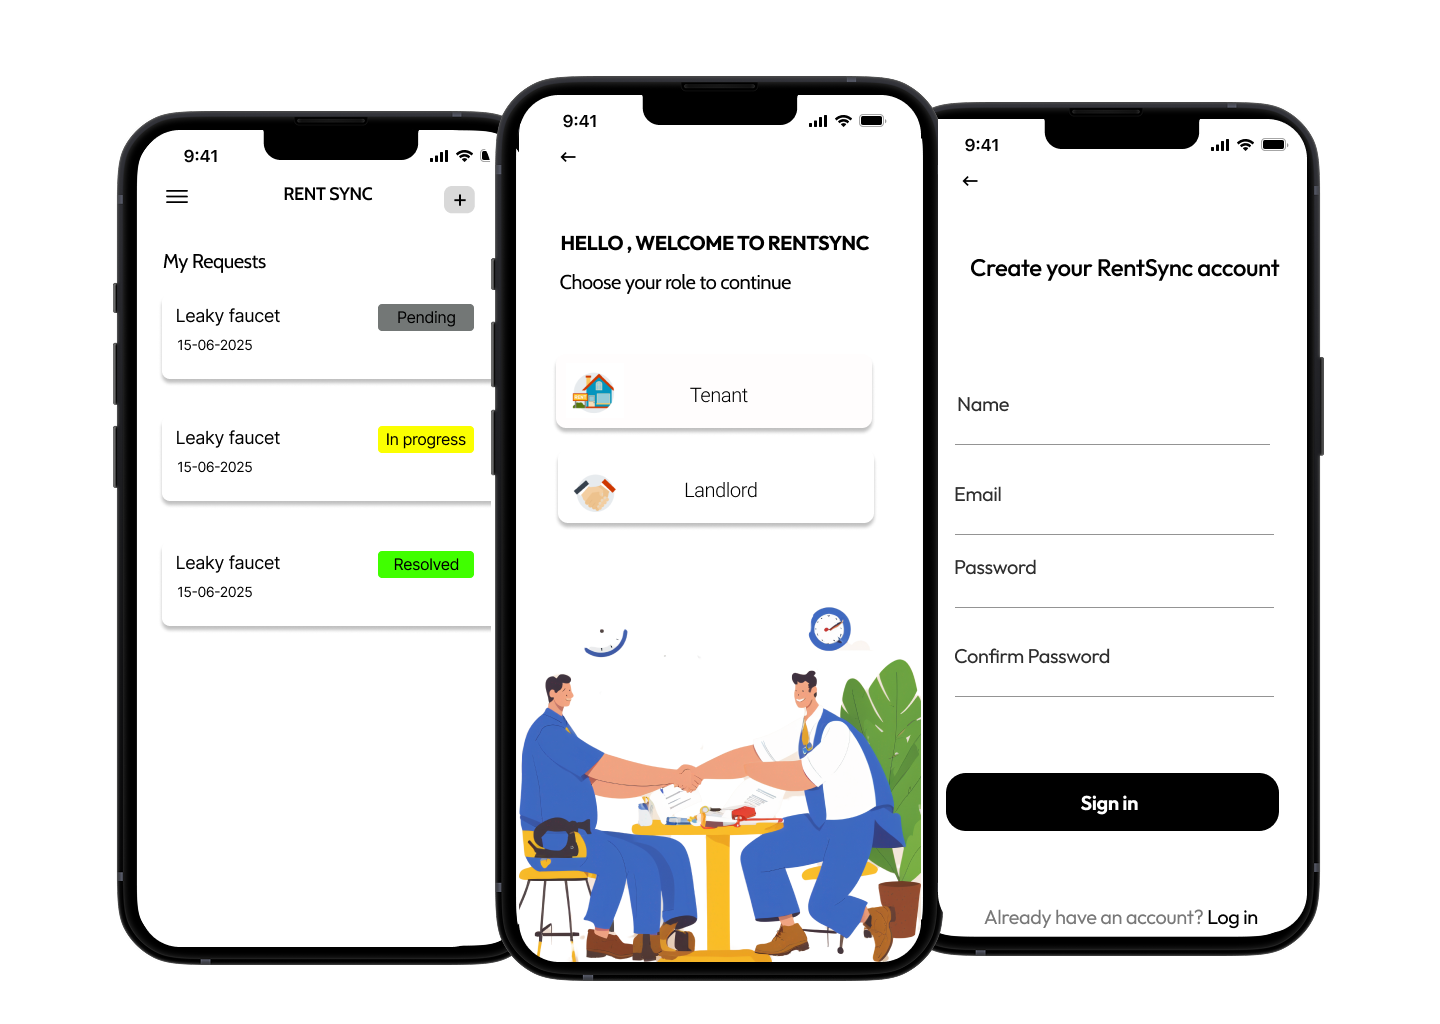 9:41
RENT SYNC
+
My Requests
Leaky faucet
Pending
15-06-2025
Leaky faucet
In progress
15-06-2025
Leaky faucet
Resolved
15-06-2025
9:41
HELLO , WELCOME TO RENTSYNC
Choose your role to continue
Tenant
Landlord
9:41
Create your RentSync account
Name
Email
Password
Confirm Password
Sign in
Already have an account? Log in